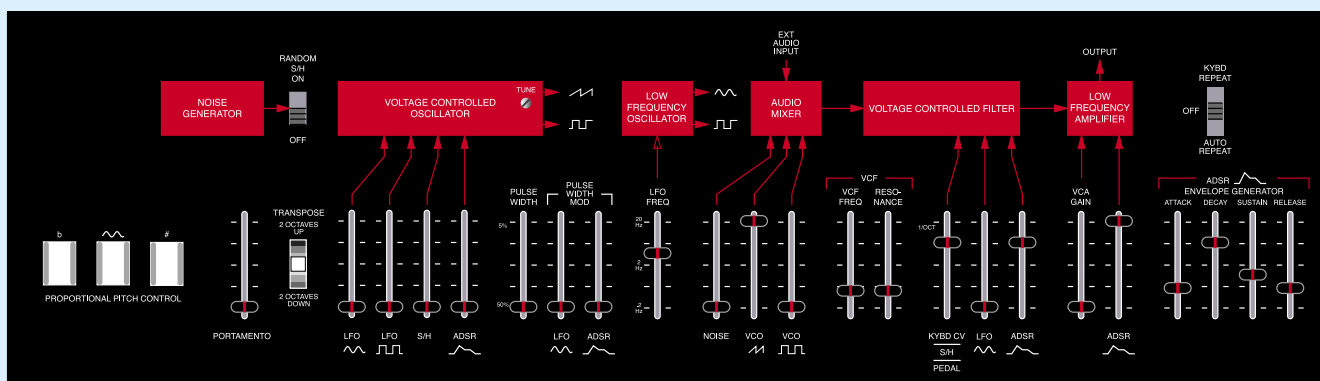 EXT
AUDIO
INPUT
OUTPUT
RANDOM
S/H
ON
OFF
NOISE
GENERATOR
VOLTAGE CONTROLLED
OSCILLATOR
TUNE
LOW
FREQUENCY
OSCILLATOR
AUDIO
MIXER
VOLTAGE CONTROLLED FILTER
LOW
FREQUENCY
AMPLIFIER
KYBD
REPEAT
OFF
AUTO
REPEAT
b
#
PROPORTIONAL PITCH CONTROL
PORTAMENTO
TRANSPOSE
2 OCTAVES
UP
2 OCTAVES
DOWN
LFO
LFO
S/H
ADSR
PULSE
WIDTH
5%
50%
PULSE
WIDTH
MOD
LFO
ADSR
LFO
FREQ
20
Hz
2
Hz
.2
Hz
NOISE
VCO
VCO
VCF
VCF
FREQ
RESO-
NANCE
1/OCT
KYBD CV
S/H
PEDAL
LFO
ADSR
VCA
GAIN
ADSR
ADSR
ENVELOPE GENERATOR
ATTACK
DECAY
SUSTAIN
RELEASE